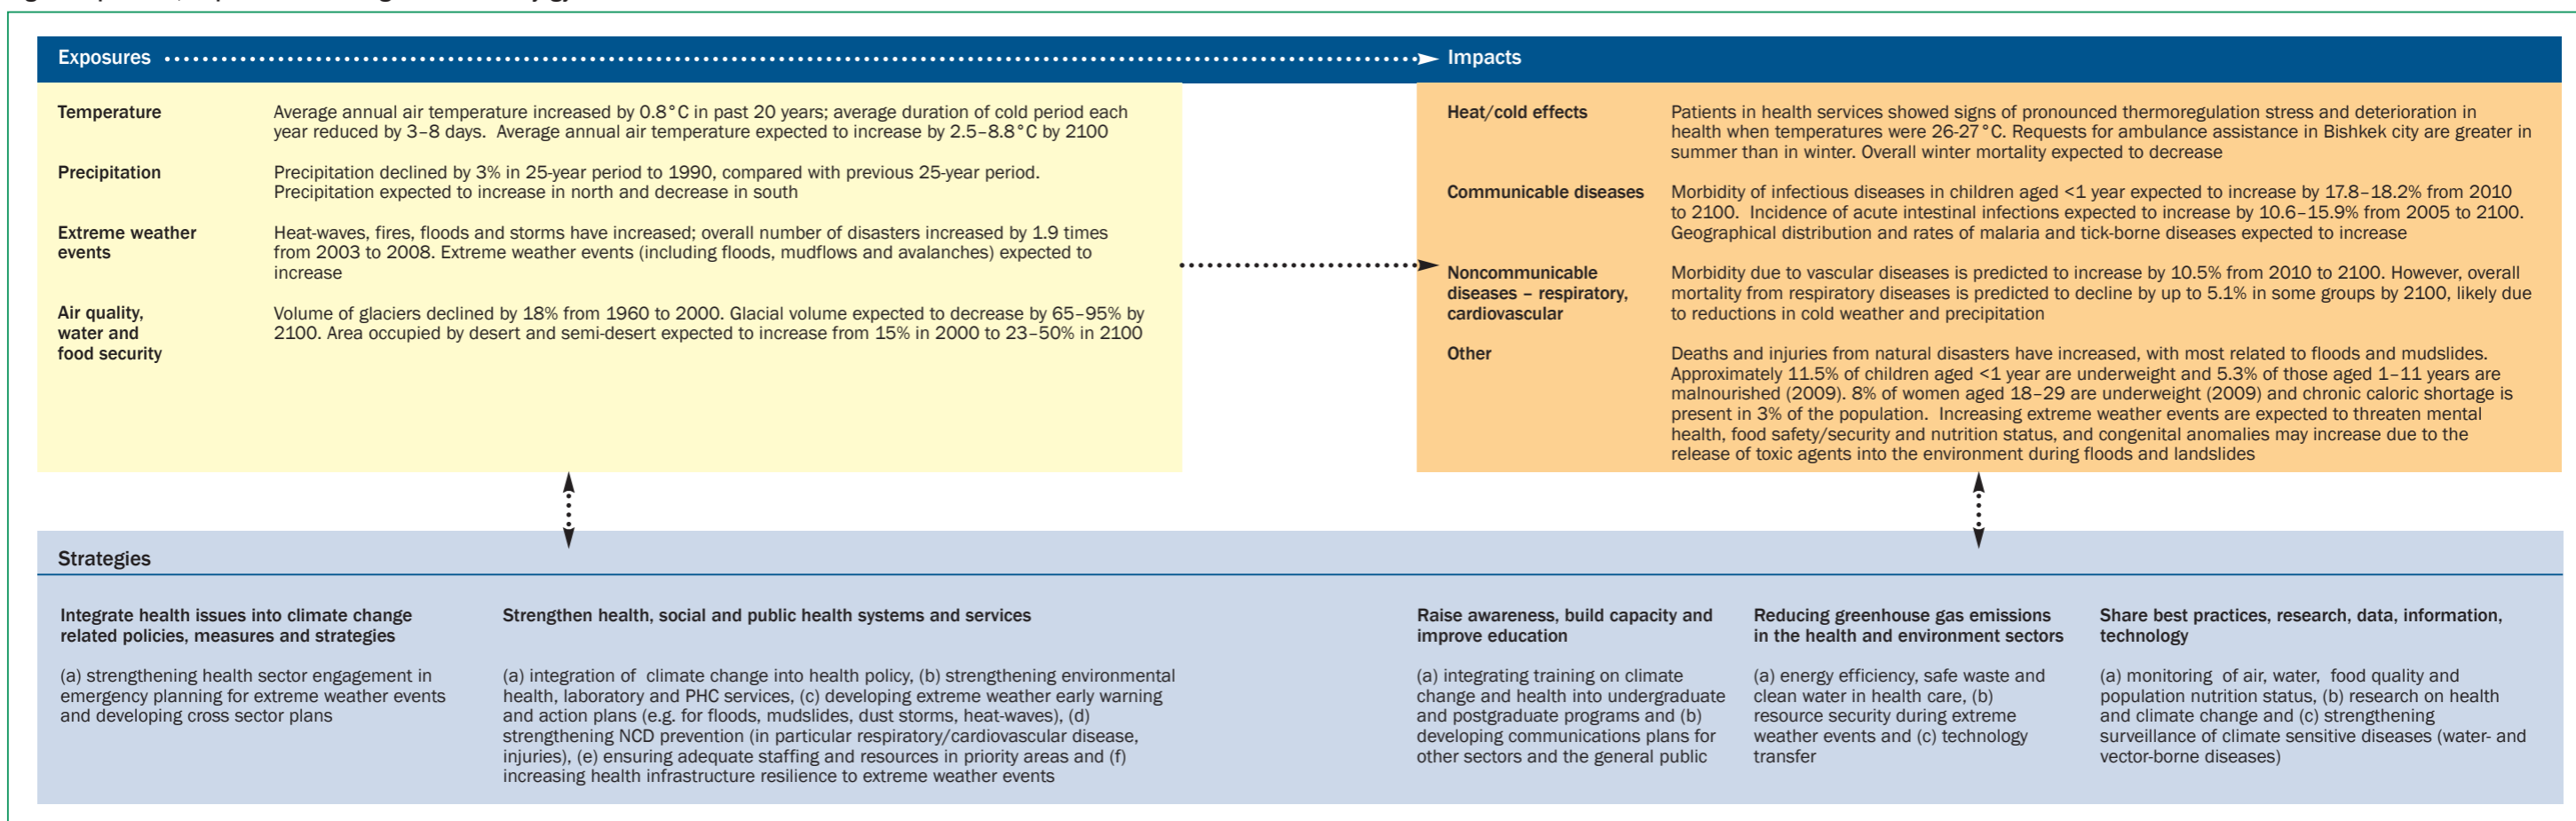 Exposures
Impacts
Temperature
Average annual air temperature increased by 0.8°C in past 20 years; average duration of cold period each
year reduced by 3–8 days. Average annual air temperature expected to increase by 2.5–8.8°C by 2100
Precipitation
Precipitation declined by 3% in 25-year period to 1990, compared with previous 25-year period.
Precipitation expected to increase in north and decrease in south
Extreme weather
events
Heat-waves, fires, floods and storms have increased; overall number of disasters increased by 1.9 times
from 2003 to 2008. Extreme weather events (including floods, mudflows and avalanches) expected to
increase
Air quality,
water and
food security
Volume of glaciers declined by 18% from 1960 to 2000. Glacial volume expected to decrease by 65–95% by
2100. Area occupied by desert and semi-desert expected to increase from 15% in 2000 to 23–50% in 2100
Heat/cold effects
Patients in health services showed signs of pronounced thermoregulation stress and deterioration in
health when temperatures were 26-27°C. Requests for ambulance assistance in Bishkek city are greater in
summer than in winter. Overall winter mortality expected to decrease
Communicable diseases
Morbidity of infectious diseases in children aged <1 year expected to increase by 17.8–18.2% from 2010
to 2100. Incidence of acute intestinal infections expected to increase by 10.6–15.9% from 2005 to 2100.
Geographical distribution and rates of malaria and tick-borne diseases expected to increase
Noncommunicable
diseases – respiratory,
cardiovascular
Morbidity due to vascular diseases is predicted to increase by 10.5% from 2010 to 2100. However, overall
mortality from respiratory diseases is predicted to decline by up to 5.1% in some groups by 2100, likely due
to reductions in cold weather and precipitation
Other
Deaths and injuries from natural disasters have increased, with most related to floods and mudslides.
Approximately 11.5% of children aged <1 year are underweight and 5.3% of those aged 1–11 years are
malnourished (2009). 8% of women aged 18–29 are underweight (2009) and chronic caloric shortage is
present in 3% of the population. Increasing extreme weather events are expected to threaten mental
health, food safety/security and nutrition status, and congenital anomalies may increase due to the
release of toxic agents into the environment during floods and landslides
Strategies
Integrate health issues into climate change
related policies, measures and strategies
(a) strengthening health sector engagement in
emergency planning for extreme weather events
and developing cross sector plans
Strengthen health, social and public health systems and services
(a) integration of climate change into health policy, (b) strengthening environmental
health, laboratory and PHC services, (c) developing extreme weather early warning
and action plans (e.g. for floods, mudslides, dust storms, heat-waves), (d)
strengthening NCD prevention (in particular respiratory/cardiovascular disease,
injuries), (e) ensuring adequate staffing and resources in priority areas and (f)
increasing health infrastructure resilience to extreme weather events
Raise awareness, build capacity and
improve education
(a) integrating training on climate
change and health into undergraduate
and postgraduate programs and (b)
developing communications plans for
other sectors and the general public
Reducing greenhouse gas emissions
in the health and environment sectors
(a) energy efficiency, safe waste and
clean water in health care, (b)
resource security during extreme
weather events and (c) technology
transfer
Share best practices, research, data, information,
technology
(a) monitoring of air, water, food quality and
population nutrition status, (b) research on health
and climate change and (c) strengthening
surveillance of climate sensitive diseases (water- and
vector-borne diseases)